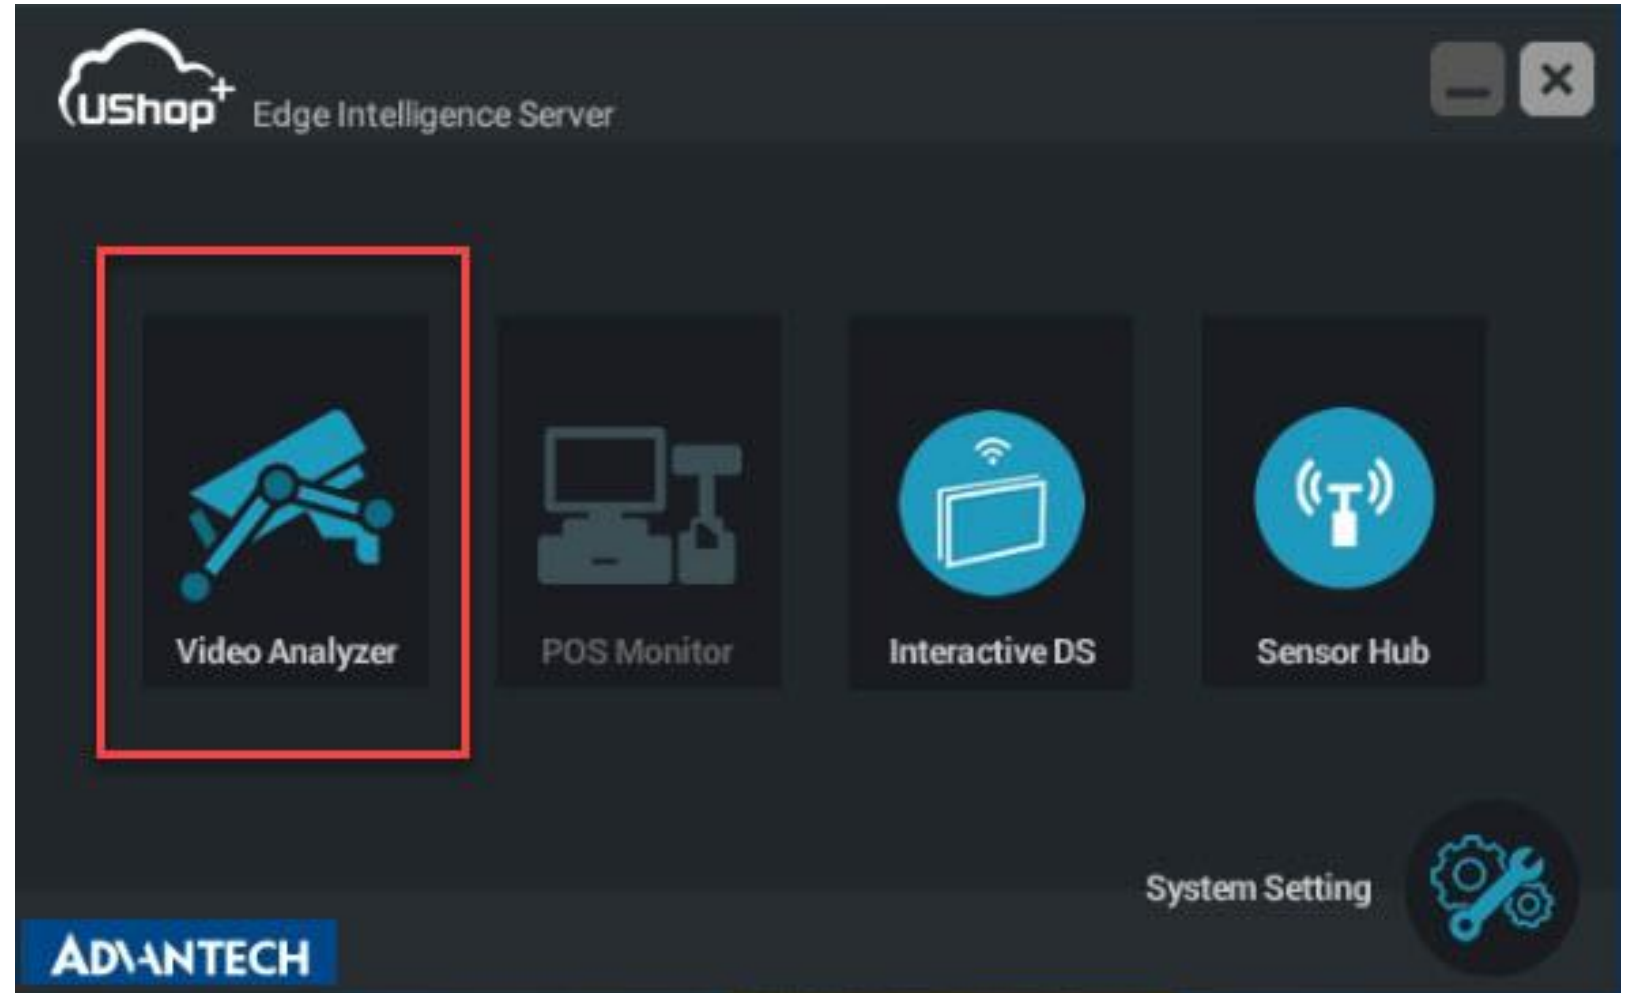 UShop+ Edge Intelligence Server
Video Analyzer
POS Monitor
Interactive DS
Sensor Hub
System Setting
ADVANTECH